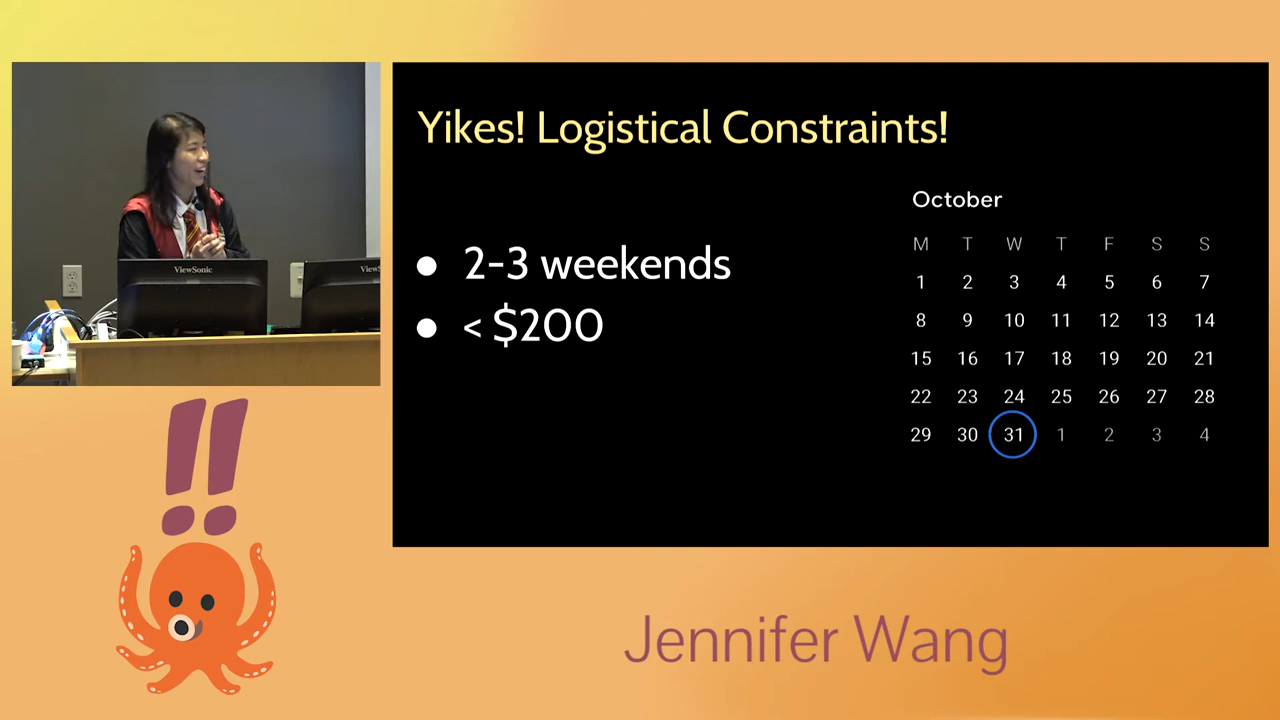 Yikes! Logistical Constraints!
● 2-3 weekends
● < $200
October
M T W T F S S
1 2 3 4 5 6 7
8 9 10 11 12 13 14
15 16 17 18 19 20 21
22 23 24 25 26 27 28
29 30 31 1 2 3 4
ViewSonic
ViewS
!!
Jennifer Wang